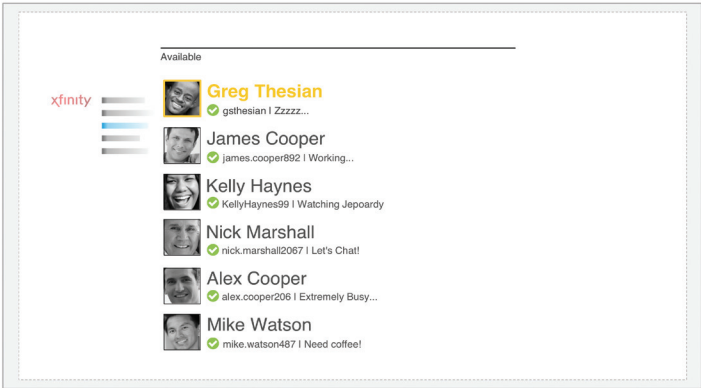 Available
xfinity
Greg Thesian
gsthesian | Zzzzz...
James Cooper
james.cooper892 | Working...
Kelly Haynes
KellyHaynes99 | Watching Jepoardy
Nick Marshall
nick.marshall2067 | Let's Chat!
Alex Cooper
alex.cooper206 | Extremely Busy...
Mike Watson
mike.watson487 | Need coffee!